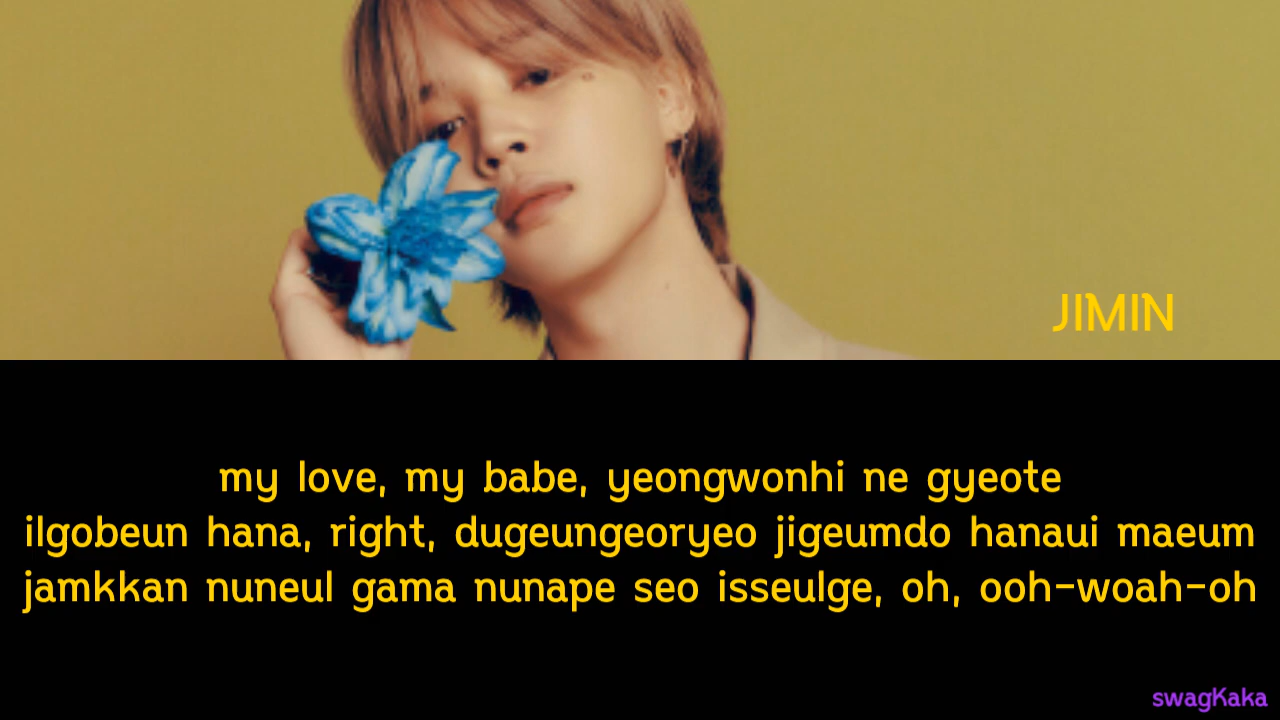 JIMIN
my love, my babe, yeongwonhi ne gyeote
ilgobeun hana, right, dugeungeoryeo jigeumdo hanaui maeum
jamkkan nuneul gama nunape seo isseulge, oh, ooh-woah-oh
swagKaka